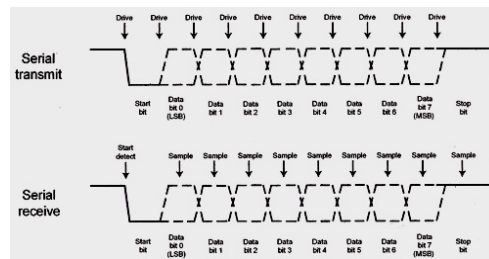 Drive Drive Drive Drive Drive Drive Drive Drive Drive Drive
Serial
transmit
Start
bit
Data
bit 0
(LSB)
Data
bit 1
Data
bit 2
Data
bit 3
Data
bit 4
Data
bit 5
Data
bit 6
Data
bit 7
(MSB)
Stop
bit
Start
detect
Sample Sample Sample Sample Sample Sample Sample Sample Sample
Serial
receive
Start
bit
Data
bit 0
(LSB)
Data
bit 1
Data
bit 2
Data
bit 3
Data
bit 4
Data
bit 5
Data
bit 6
Data
bit 7
(MSB)
Stop
bit